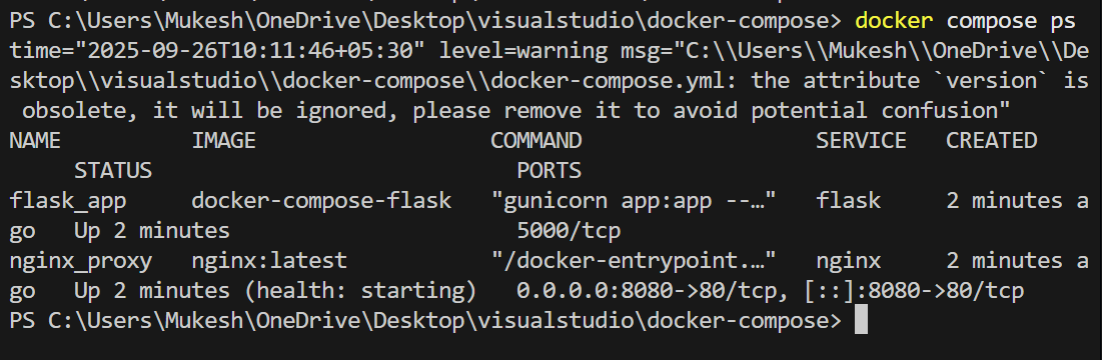 PS C:\Users\Mukesh\OneDrive\Desktop\visualstudio\docker-compose> docker compose ps
time="2025-09-26T10:11:46+05:30" level=warning msg="C:\\Users\\Mukesh\\OneDrive\\De
sktop\\visualstudio\\docker-compose\\docker-compose.yml: the attribute `version` is
 obsolete, it will be ignored, please remove it to avoid potential confusion"
NAME          IMAGE                  COMMAND                  SERVICE   CREATED
     STATUS                            PORTS
flask_app     docker-compose-flask   "gunicorn app:app --…"   flask     2 minutes a
go   Up 2 minutes                      5000/tcp
nginx_proxy   nginx:latest           "/docker-entrypoint.…"   nginx     2 minutes a
go   Up 2 minutes (health: starting)   0.0.0.0:8080->80/tcp, [::]:8080->80/tcp
PS C:\Users\Mukesh\OneDrive\Desktop\visualstudio\docker-compose>